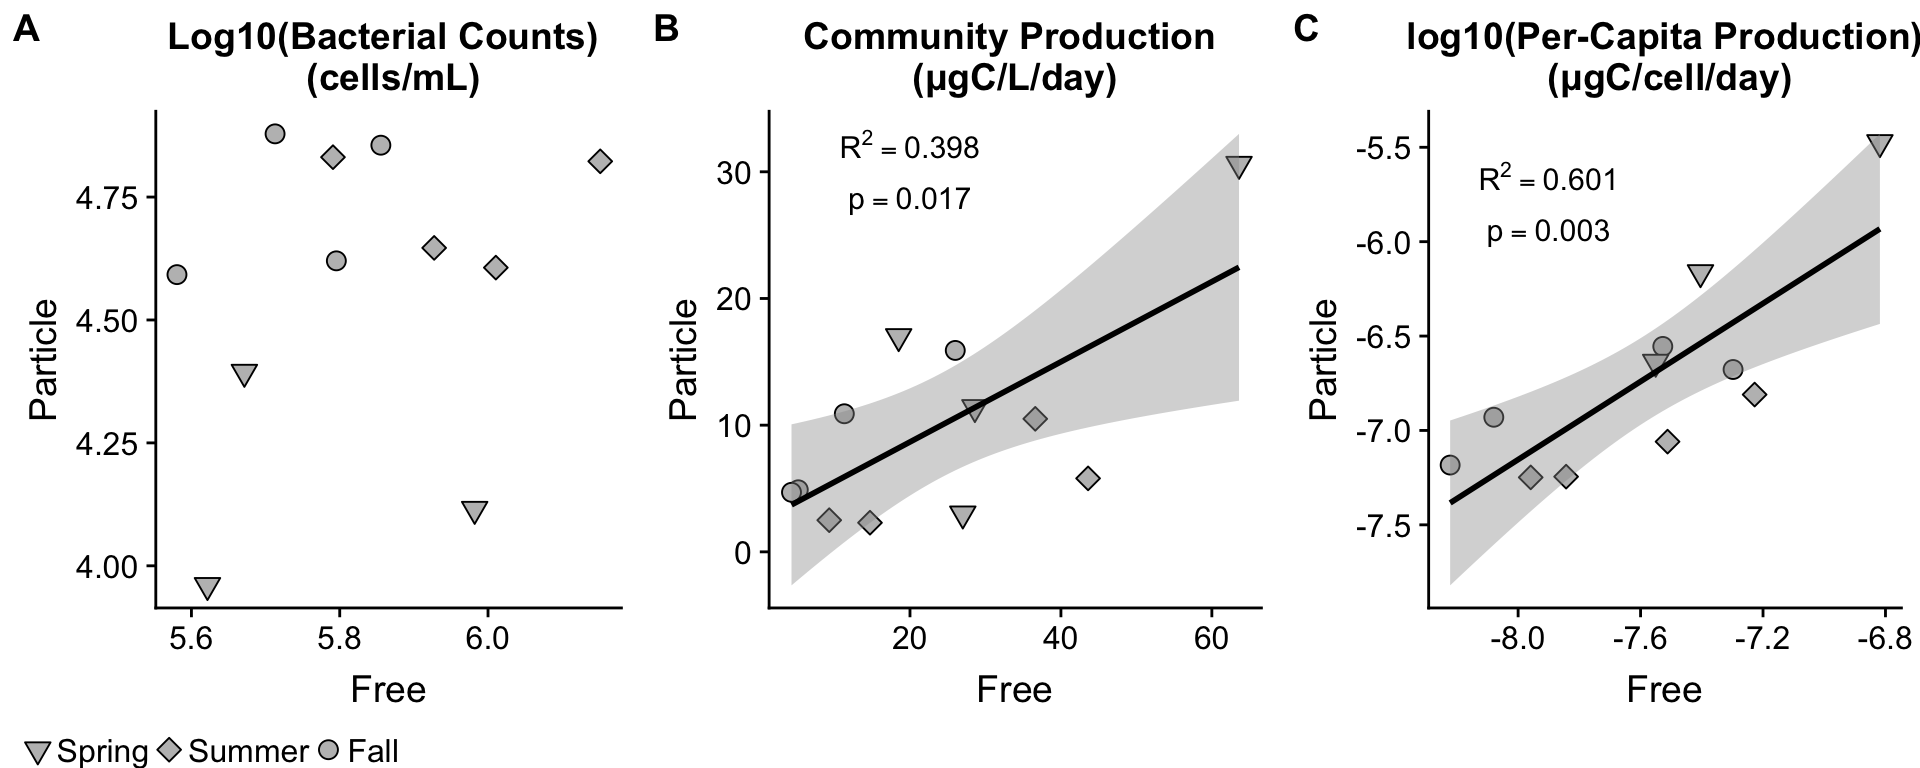 A
Log10(Bacterial Counts)
(cells/mL)
4.75
4.50
4.25
4.00
Particle
5.6 5.8 6.0
Free
B
Community Production
(µgC/L/day)
R² = 0.398
p = 0.017
30
20
10
0
Particle
20 40 60
Free
C
log10(Per-Capita Production)
(µgC/cell/day)
R² = 0.601
p = 0.003
-5.5
-6.0
-6.5
-7.0
-7.5
Particle
-8.0 -7.6 -7.2 -6.8
Free
Spring Summer Fall